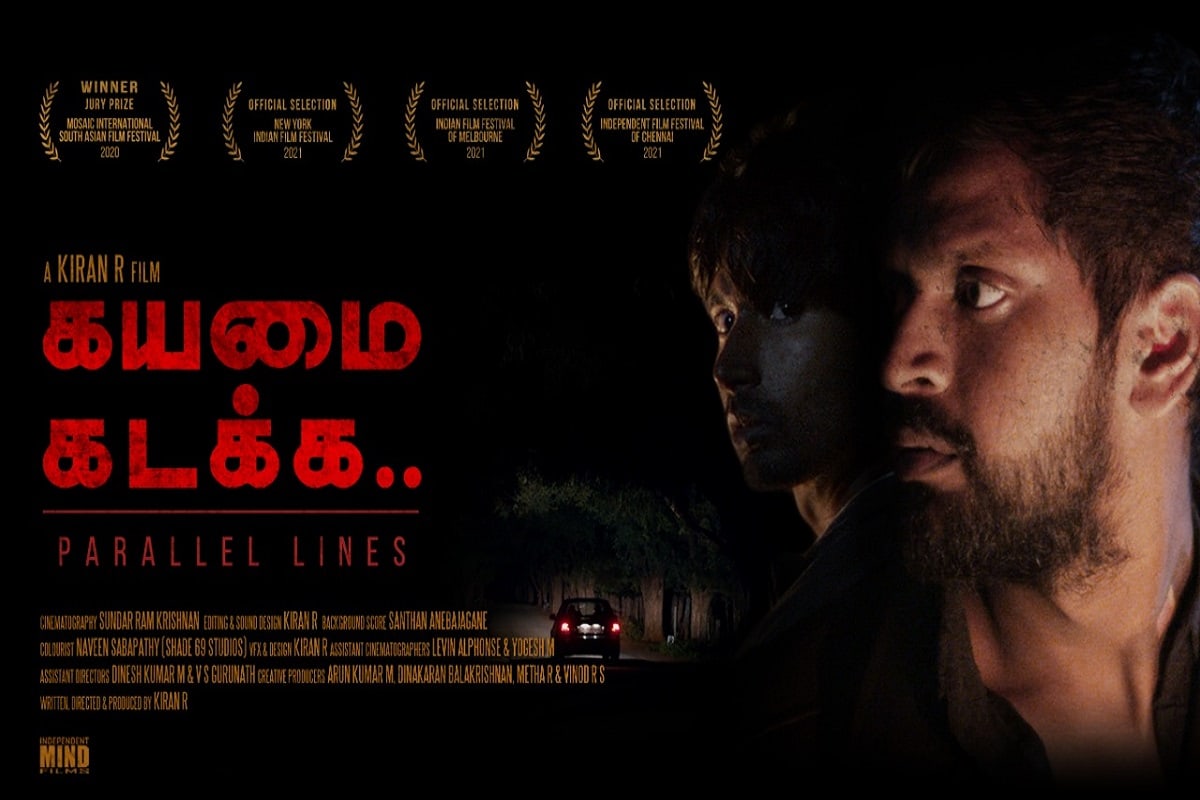 WINNER
JURY PRIZE
MOSAIC INTERNATIONAL
SOUTH ASIAN FILM FESTIVAL
2020
OFFICIAL SELECTION
NEW YORK
INDIAN FILM FESTIVAL
2021
OFFICIAL SELECTION
INDIAN FILM FESTIVAL
OF MELBOURNE
2021
OFFICIAL SELECTION
INDEPENDENT FILM FESTIVAL
OF CHENNAI
2021
A KIRAN R FILM
கயமை
கடக்க..
PARALLEL LINES
CINEMATOGRAPHY SUNDAR RAM KRISHNAN EDITING & SOUND DESIGN KIRAN R BACKGROUND SCORE SANTHAN ANEBAJAGANE
COLOURIST NAVEEN SABAPATHY (SHADE 69 STUDIOS) VFX & DESIGN KIRAN R ASSISTANT CINEMATOGRAPHERS LEVIN ALPHONSE & YOGESH M
ASSISTANT DIRECTORS DINESH KUMAR M & V S GURUNATH CREATIVE PRODUCERS ARUN KUMAR M, DINAKARAN BALAKRISHNAN, METHA R & VINOD R S
WRITTEN, DIRECTED & PRODUCED BY KIRAN R
INDEPENDENT
MIND
FILMS